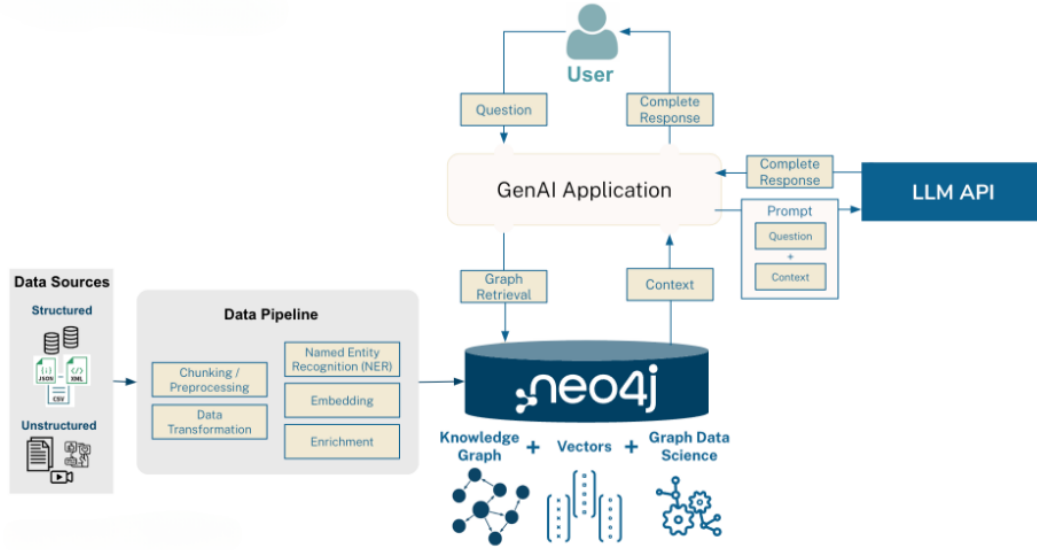 User
Question
Complete
Response
GenAI Application
Complete
Response
LLM API
Prompt
Question
+
Context
Graph
Retrieval
Context
Data Sources
Structured
{i}
JSON
</>
XML
CSV
Unstructured
Data Pipeline
Chunking /
Preprocessing
Data
Transformation
Named Entity
Recognition (NER)
Embedding
Enrichment
neo4j
Knowledge
Graph
+
Vectors
+
Graph Data
Science